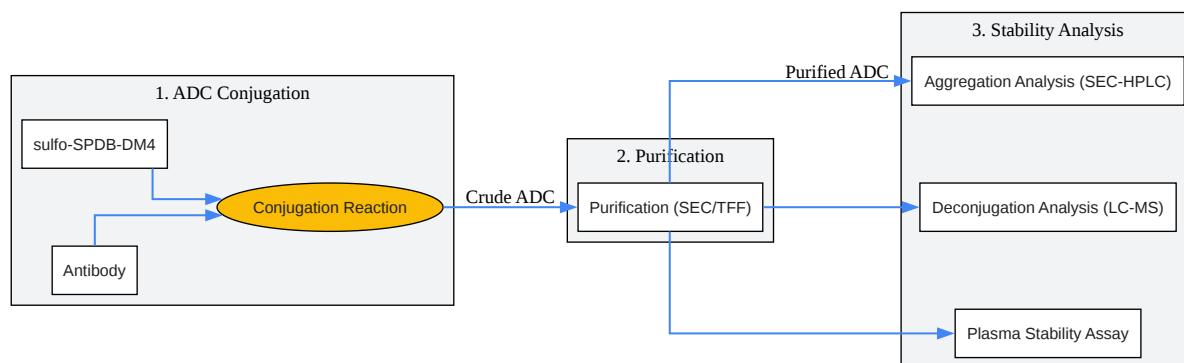 1. ADC Conjugation
sulfo-SPDB-DM4
Conjugation Reaction
Antibody
Crude ADC
2. Purification
Purification (SEC/TFF)
Purified ADC
3. Stability Analysis
Aggregation Analysis (SEC-HPLC)
Deconjugation Analysis (LC-MS)
Plasma Stability Assay